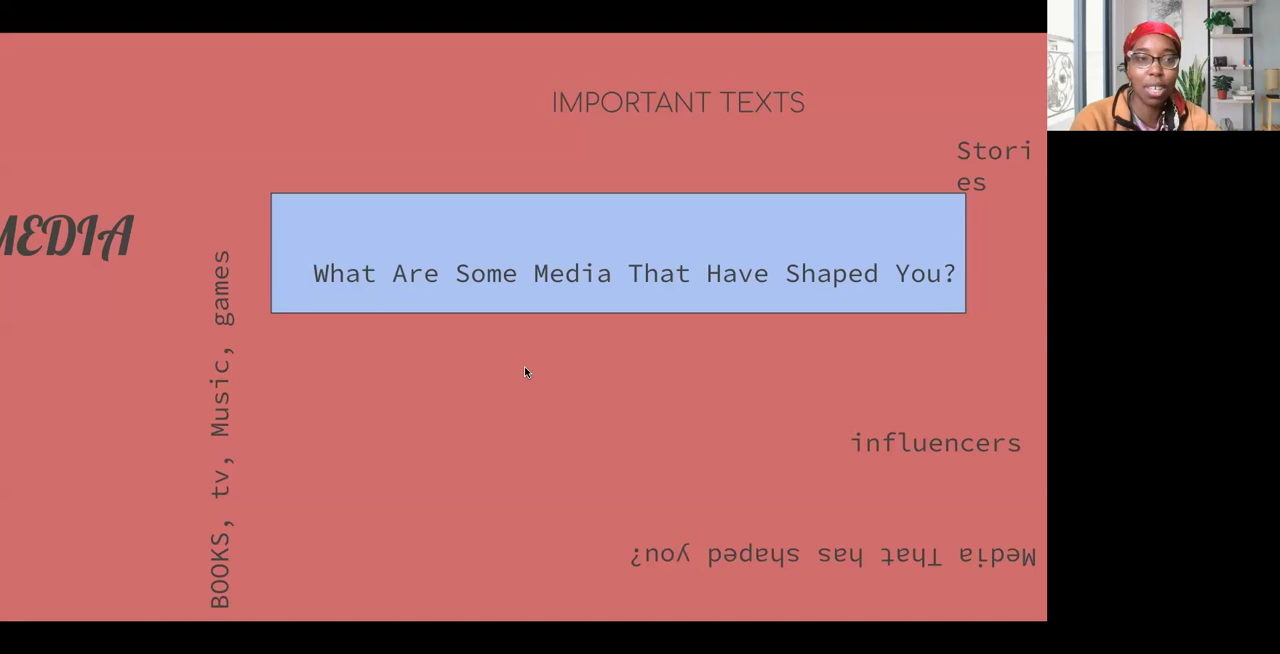 IMPORTANT TEXTS
Stori
es
MEDIA
What Are Some Media That Have Shaped You?
BOOKS, tv, Music, games
influencers
Media That has shaped you?